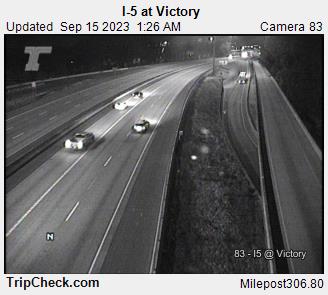 I-5 at Victory
Updated Sep 15 2023 1:26 AM Camera 83
T
N
83 - I5 @ Victory
TripCheck.com Milepost306.80